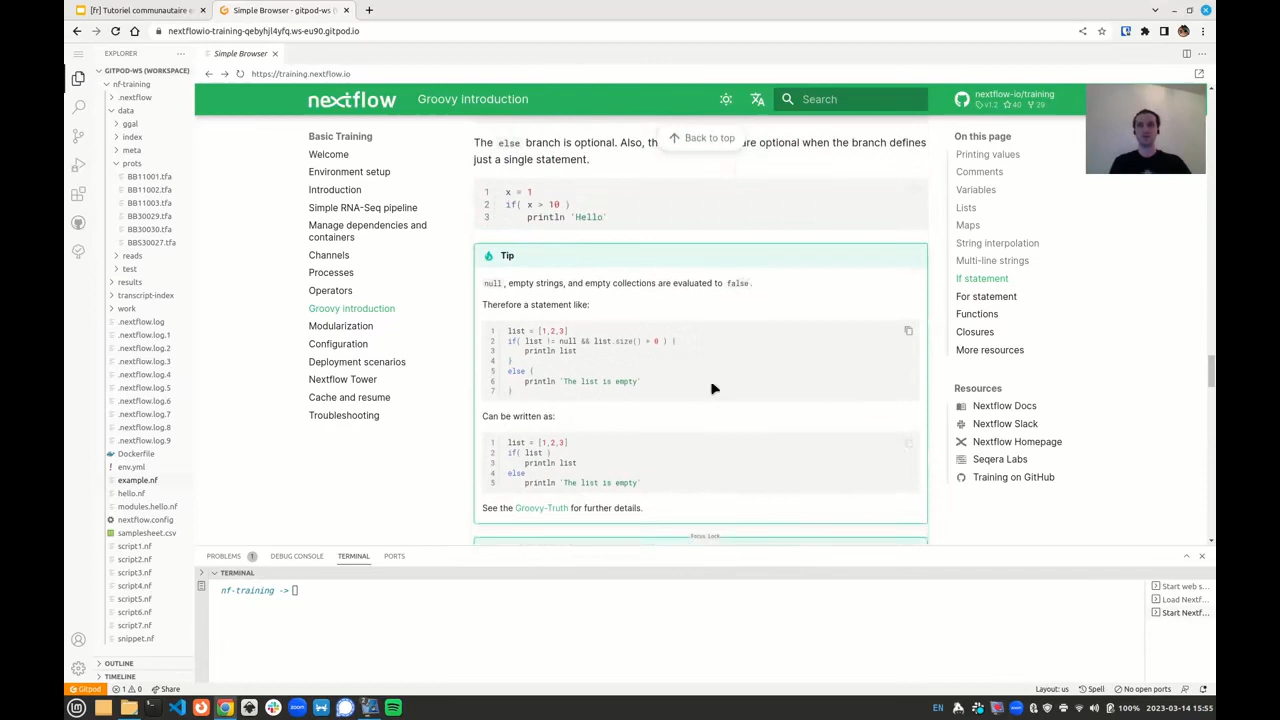 [fr] Tutoriel communautaire e
Simple Browser - gitpod-ws (
nextflowio-training-qebyhjl4yfq.ws-eu90.gitpod.io
EXPLORER
Simple Browser
GITPOD-WS (WORKSPACE)
nf-training
.nextflow
data
ggal
index
meta
prots
BB11001.tfa
BB11002.tfa
BB11003.tfa
BB30029.tfa
BB30030.tfa
BBS30027.tfa
reads
test
results
transcript-index
work
.nextflow.log
.nextflow.log.1
.nextflow.log.2
.nextflow.log.3
.nextflow.log.4
.nextflow.log.5
.nextflow.log.6
.nextflow.log.7
.nextflow.log.8
.nextflow.log.9
Dockerfile
env.yml
example.nf
hello.nf
modules.hello.nf
nextflow.config
samplesheet.csv
script1.nf
script2.nf
script3.nf
script4.nf
script5.nf
script6.nf
script7.nf
snippet.nf
OUTLINE
TIMELINE
https://training.nextflow.io
nextflow
Groovy introduction
Search
nextflow-io/training
v1.2 40 29
Basic Training
Welcome
Environment setup
Introduction
Simple RNA-Seq pipeline
Manage dependencies and
containers
Channels
Processes
Operators
Groovy introduction
Modularization
Configuration
Deployment scenarios
Nextflow Tower
Cache and resume
Troubleshooting
The else branch is optional. Also, th
Back to top
are optional when the branch defines
just a single statement.
1 x = 1
2 if( x > 10 )
3 println 'Hello'
Tip
null, empty strings, and empty collections are evaluated to false.
Therefore a statement like:
1 list = [1,2,3]
2 if( list != null && list.size() > 0 ) {
3 println list
4 }
5 else {
6 println 'The list is empty'
7 }
Can be written as:
1 list = [1,2,3]
2 if( list )
3 println list
4 else
5 println 'The list is empty'
See the Groovy-Truth for further details.
Focus Lock
On this page
Printing values
Comments
Variables
Lists
Maps
String interpolation
Multi-line strings
If statement
For statement
Functions
Closures
More resources
Resources
Nextflow Docs
Nextflow Slack
Nextflow Homepage
Seqera Labs
Training on GitHub
PROBLEMS 1 DEBUG CONSOLE TERMINAL PORTS
TERMINAL
nf-training ->
Start web s...
Load Nextf...
Start Nextf...
Gitpod 1 0 Share
Layout: us Spell No open ports
EN 100% 2023-03-14 15:55